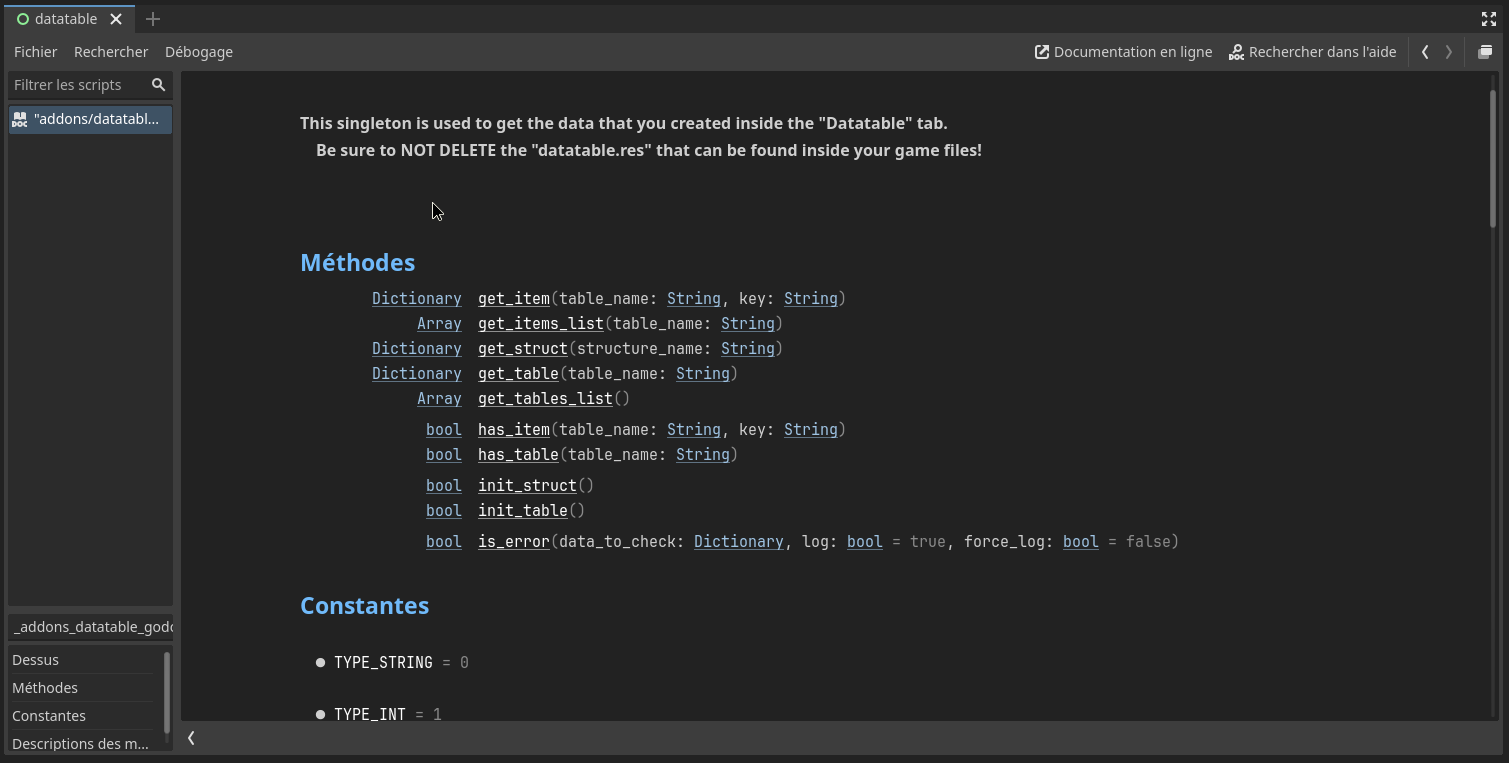 datatable
Fichier Rechercher Débogage Documentation en ligne Rechercher dans l'aide
Filtrer les scripts
"addons/datatabl...
This singleton is used to get the data that you created inside the "Datatable" tab.
Be sure to NOT DELETE the "datatable.res" that can be found inside your game files!
Méthodes
Dictionary get_item(table_name: String, key: String)
Array get_items_list(table_name: String)
Dictionary get_struct(structure_name: String)
Dictionary get_table(table_name: String)
Array get_tables_list()
bool has_item(table_name: String, key: String)
bool has_table(table_name: String)
bool init_struct()
bool init_table()
bool is_error(data_to_check: Dictionary, log: bool = true, force_log: bool = false)
Constantes
TYPE_STRING = 0
TYPE_INT = 1
_addons_datatable_godo
Dessus
Méthodes
Constantes
Descriptions des m...